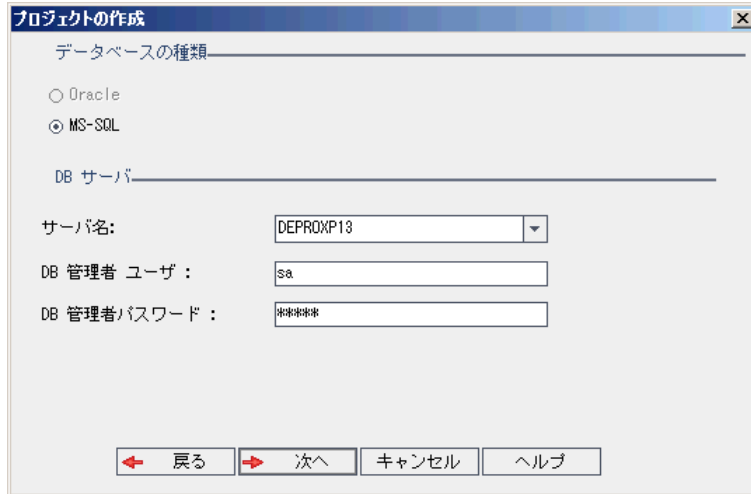 プロジェクトの作成
データベースの種類
Oracle
MS-SQL
DB サーバ
サーバ名:
DEPROXP13
DB 管理者 ユーザ :
sa
DB 管理者パスワード :
*****
戻る 次へ キャンセル ヘルプ